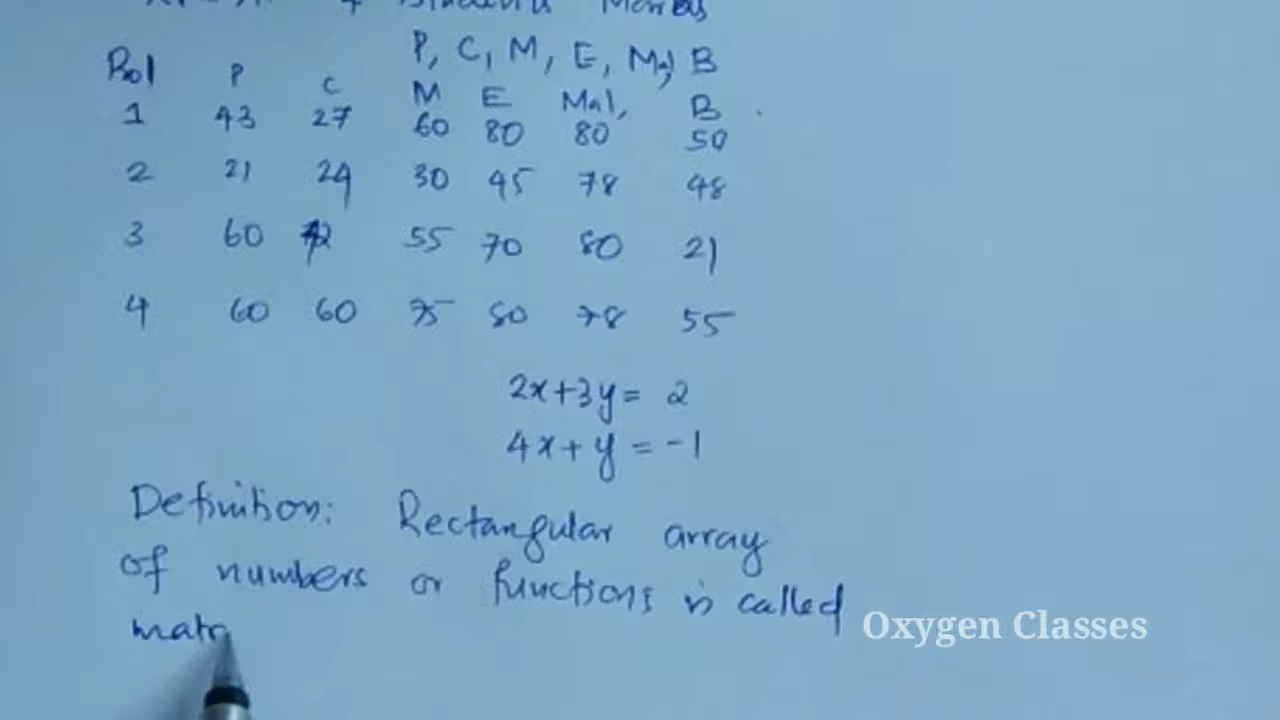 Students Marks
P, C, M, E, Mal, B
Rol P C M E Mal, B
1 43 27 60 80 80 50
2 21 24 30 45 78 48
3 60 55 70 80 21
4 60 60 75 80 78 55
2x+3y = 2
4x+y = -1
Definition: Rectangular array
of numbers or functions is called
matr
Oxygen Classes